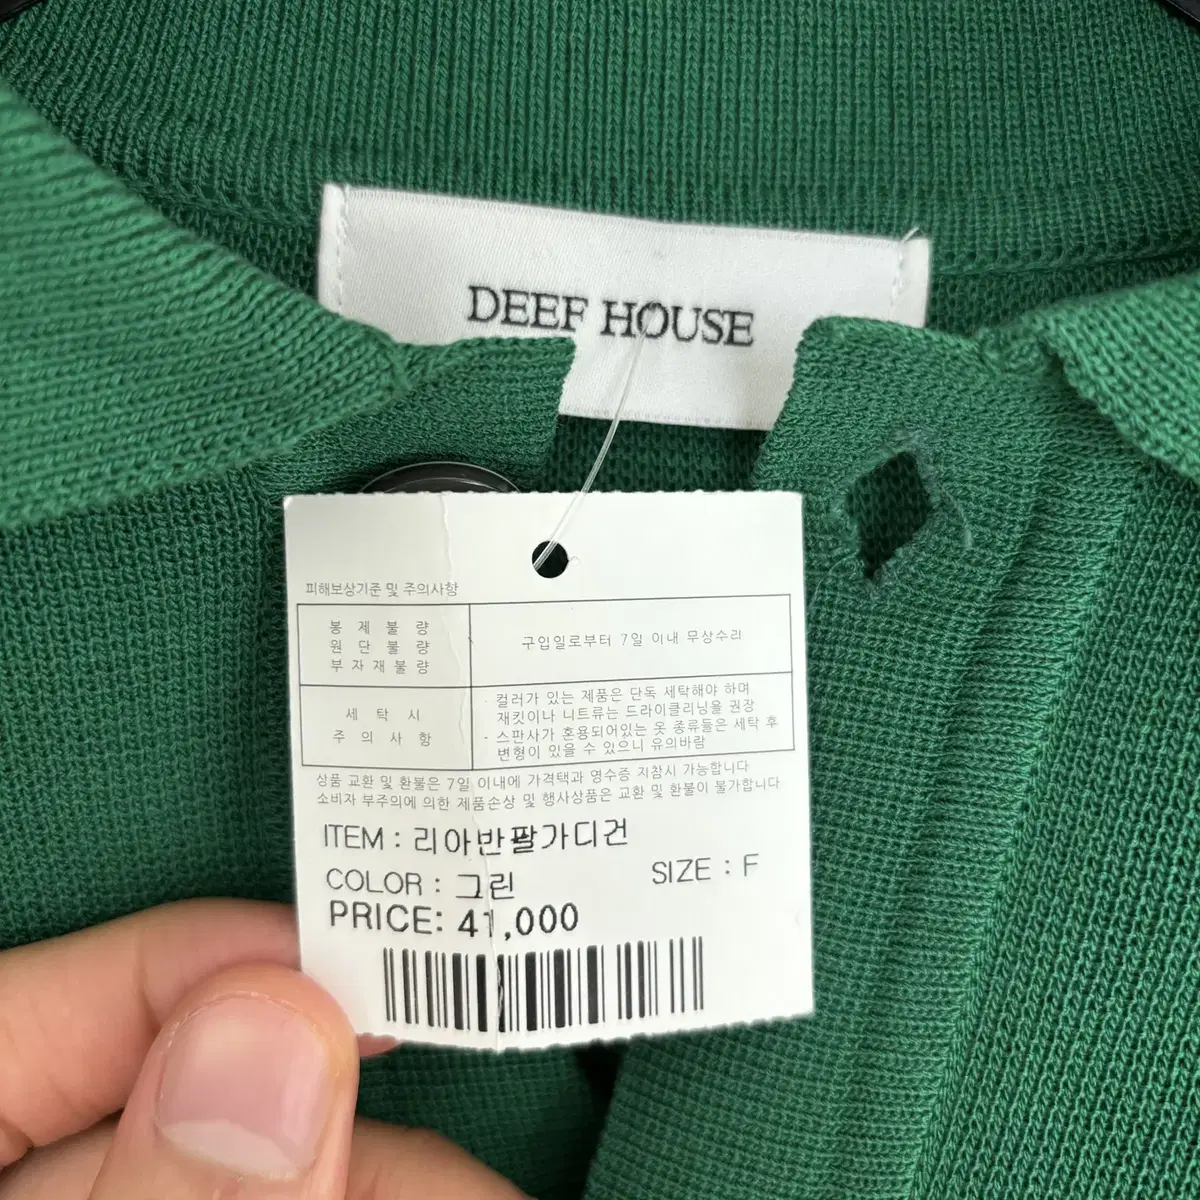 DEEF HOUSE
피해보상기준 및 주의사항
봉 제 불 량
원 단 불 량
부 자 재 불 량
구입일로부터 7일 이내 무상수리
세 탁 시
주 의 사 항
· 컬러가 있는 제품은 단독 세탁해야 하며
재킷이나 니트류는 드라이클리닝을 권장
- 스판사가 혼용되어있는 옷 종류들은 세탁 후
변형이 있을 수 있으니 유의바람
상품 교환 및 환불은 7일 이내에 가격택과 영수증 지참시 가능합니다
소비자 부주의에 의한 제품손상 및 행사상품은 교환 및 환불이 불가합니다
ITEM : 리아반팔가디건
COLOR : 그린 SIZE : F
PRICE: 41,000